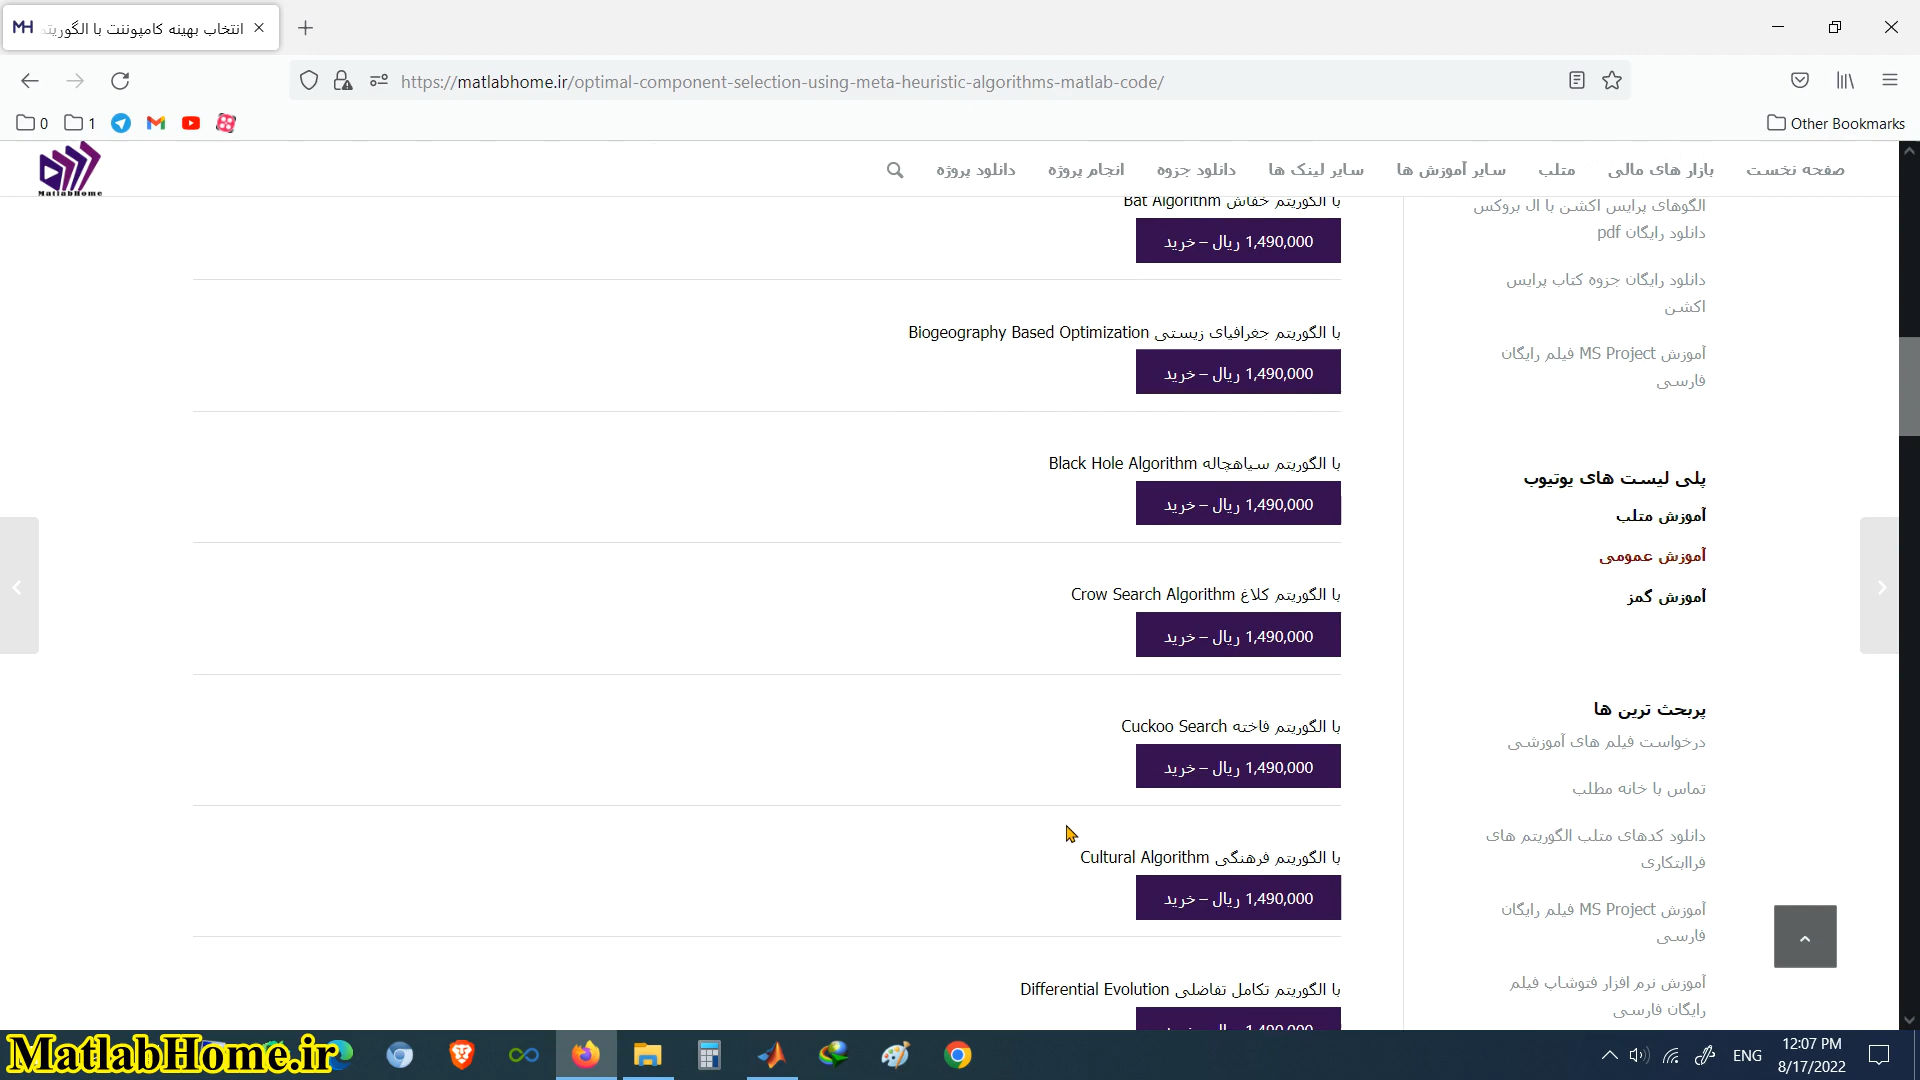 انتخاب بهینه کامپوننت با الگوریتم
https://matlabhome.ir/optimal-component-selection-using-meta-heuristic-algorithms-matlab-code/
0
1
Other Bookmarks
MatlabHome
صفحه نخست
بازار های مالی
متلب
سایر آموزش ها
سایر لینک ها
دانلود جزوه
انجام پروژه
دانلود پروژه
با الگوریتم خفاش Bat Algorithm
1,490,000 ریال – خرید
با الگوریتم جغرافیای زیستی Biogeography Based Optimization
1,490,000 ریال – خرید
با الگوریتم سیاهچاله Black Hole Algorithm
1,490,000 ریال – خرید
با الگوریتم کلاغ Crow Search Algorithm
1,490,000 ریال – خرید
با الگوریتم فاخته Cuckoo Search
1,490,000 ریال – خرید
با الگوریتم فرهنگی Cultural Algorithm
1,490,000 ریال – خرید
با الگوریتم تکامل تفاضلی Differential Evolution
1,490,000 ریال – خرید
الگوهای پرایس اکشن با ال بروکس
دانلود رایگان pdf
دانلود رایگان جزوه کتاب پرایس
اکشن
آموزش MS Project فیلم رایگان
فارسی
پلی لیست های یوتیوب
آموزش متلب
آموزش عمومی
آموزش گمز
پربحث ترین ها
درخواست فیلم های آموزشی
تماس با خانه مطلب
دانلود کدهای متلب الگوریتم های
فراابتکاری
آموزش MS Project فیلم رایگان
فارسی
آموزش نرم افزار فتوشاپ فیلم
رایگان فارسی
MatlabHome.ir
ENG
12:07 PM
8/17/2022